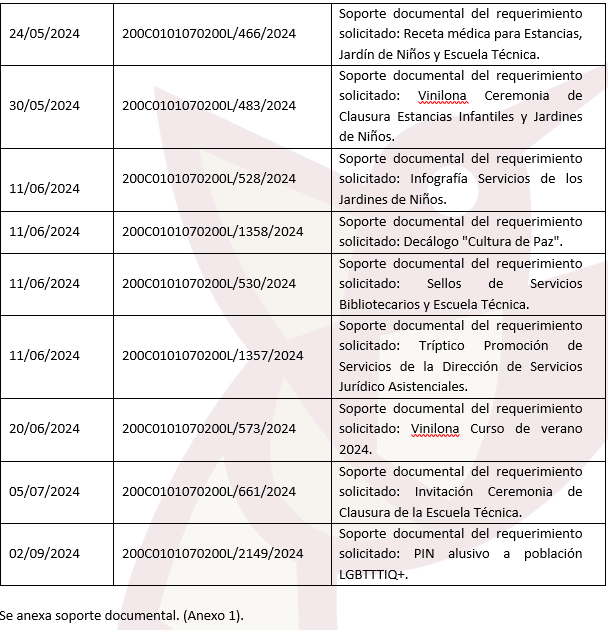 24/05/2024 200C0101070200L/466/2024 Soporte documental del requerimiento
solicitado: Receta médica para Estancias,
Jardín de Niños y Escuela Técnica.
30/05/2024 200C0101070200L/483/2024 Soporte documental del requerimiento
solicitado: Vinilona Ceremonia de
Clausura Estancias Infantiles y Jardines
de Niños.
11/06/2024 200C0101070200L/528/2024 Soporte documental del requerimiento
solicitado: Infografía Servicios de los
Jardines de Niños.
11/06/2024 200C0101070200L/1358/2024 Soporte documental del requerimiento
solicitado: Decálogo "Cultura de Paz".
11/06/2024 200C0101070200L/530/2024 Soporte documental del requerimiento
solicitado: Sellos de Servicios
Bibliotecarios y Escuela Técnica.
11/06/2024 200C0101070200L/1357/2024 Soporte documental del requerimiento
solicitado: Tríptico Promoción de
Servicios de la Dirección de Servicios
Jurídico Asistenciales.
20/06/2024 200C0101070200L/573/2024 Soporte documental del requerimiento
solicitado: Vinilona Curso de verano
2024.
05/07/2024 200C0101070200L/661/2024 Soporte documental del requerimiento
solicitado: Invitación Ceremonia de
Clausura de la Escuela Técnica.
02/09/2024 200C0101070200L/2149/2024 Soporte documental del requerimiento
solicitado: PIN alusivo a población
LGBTTTIQ+.
Se anexa soporte documental. (Anexo 1).